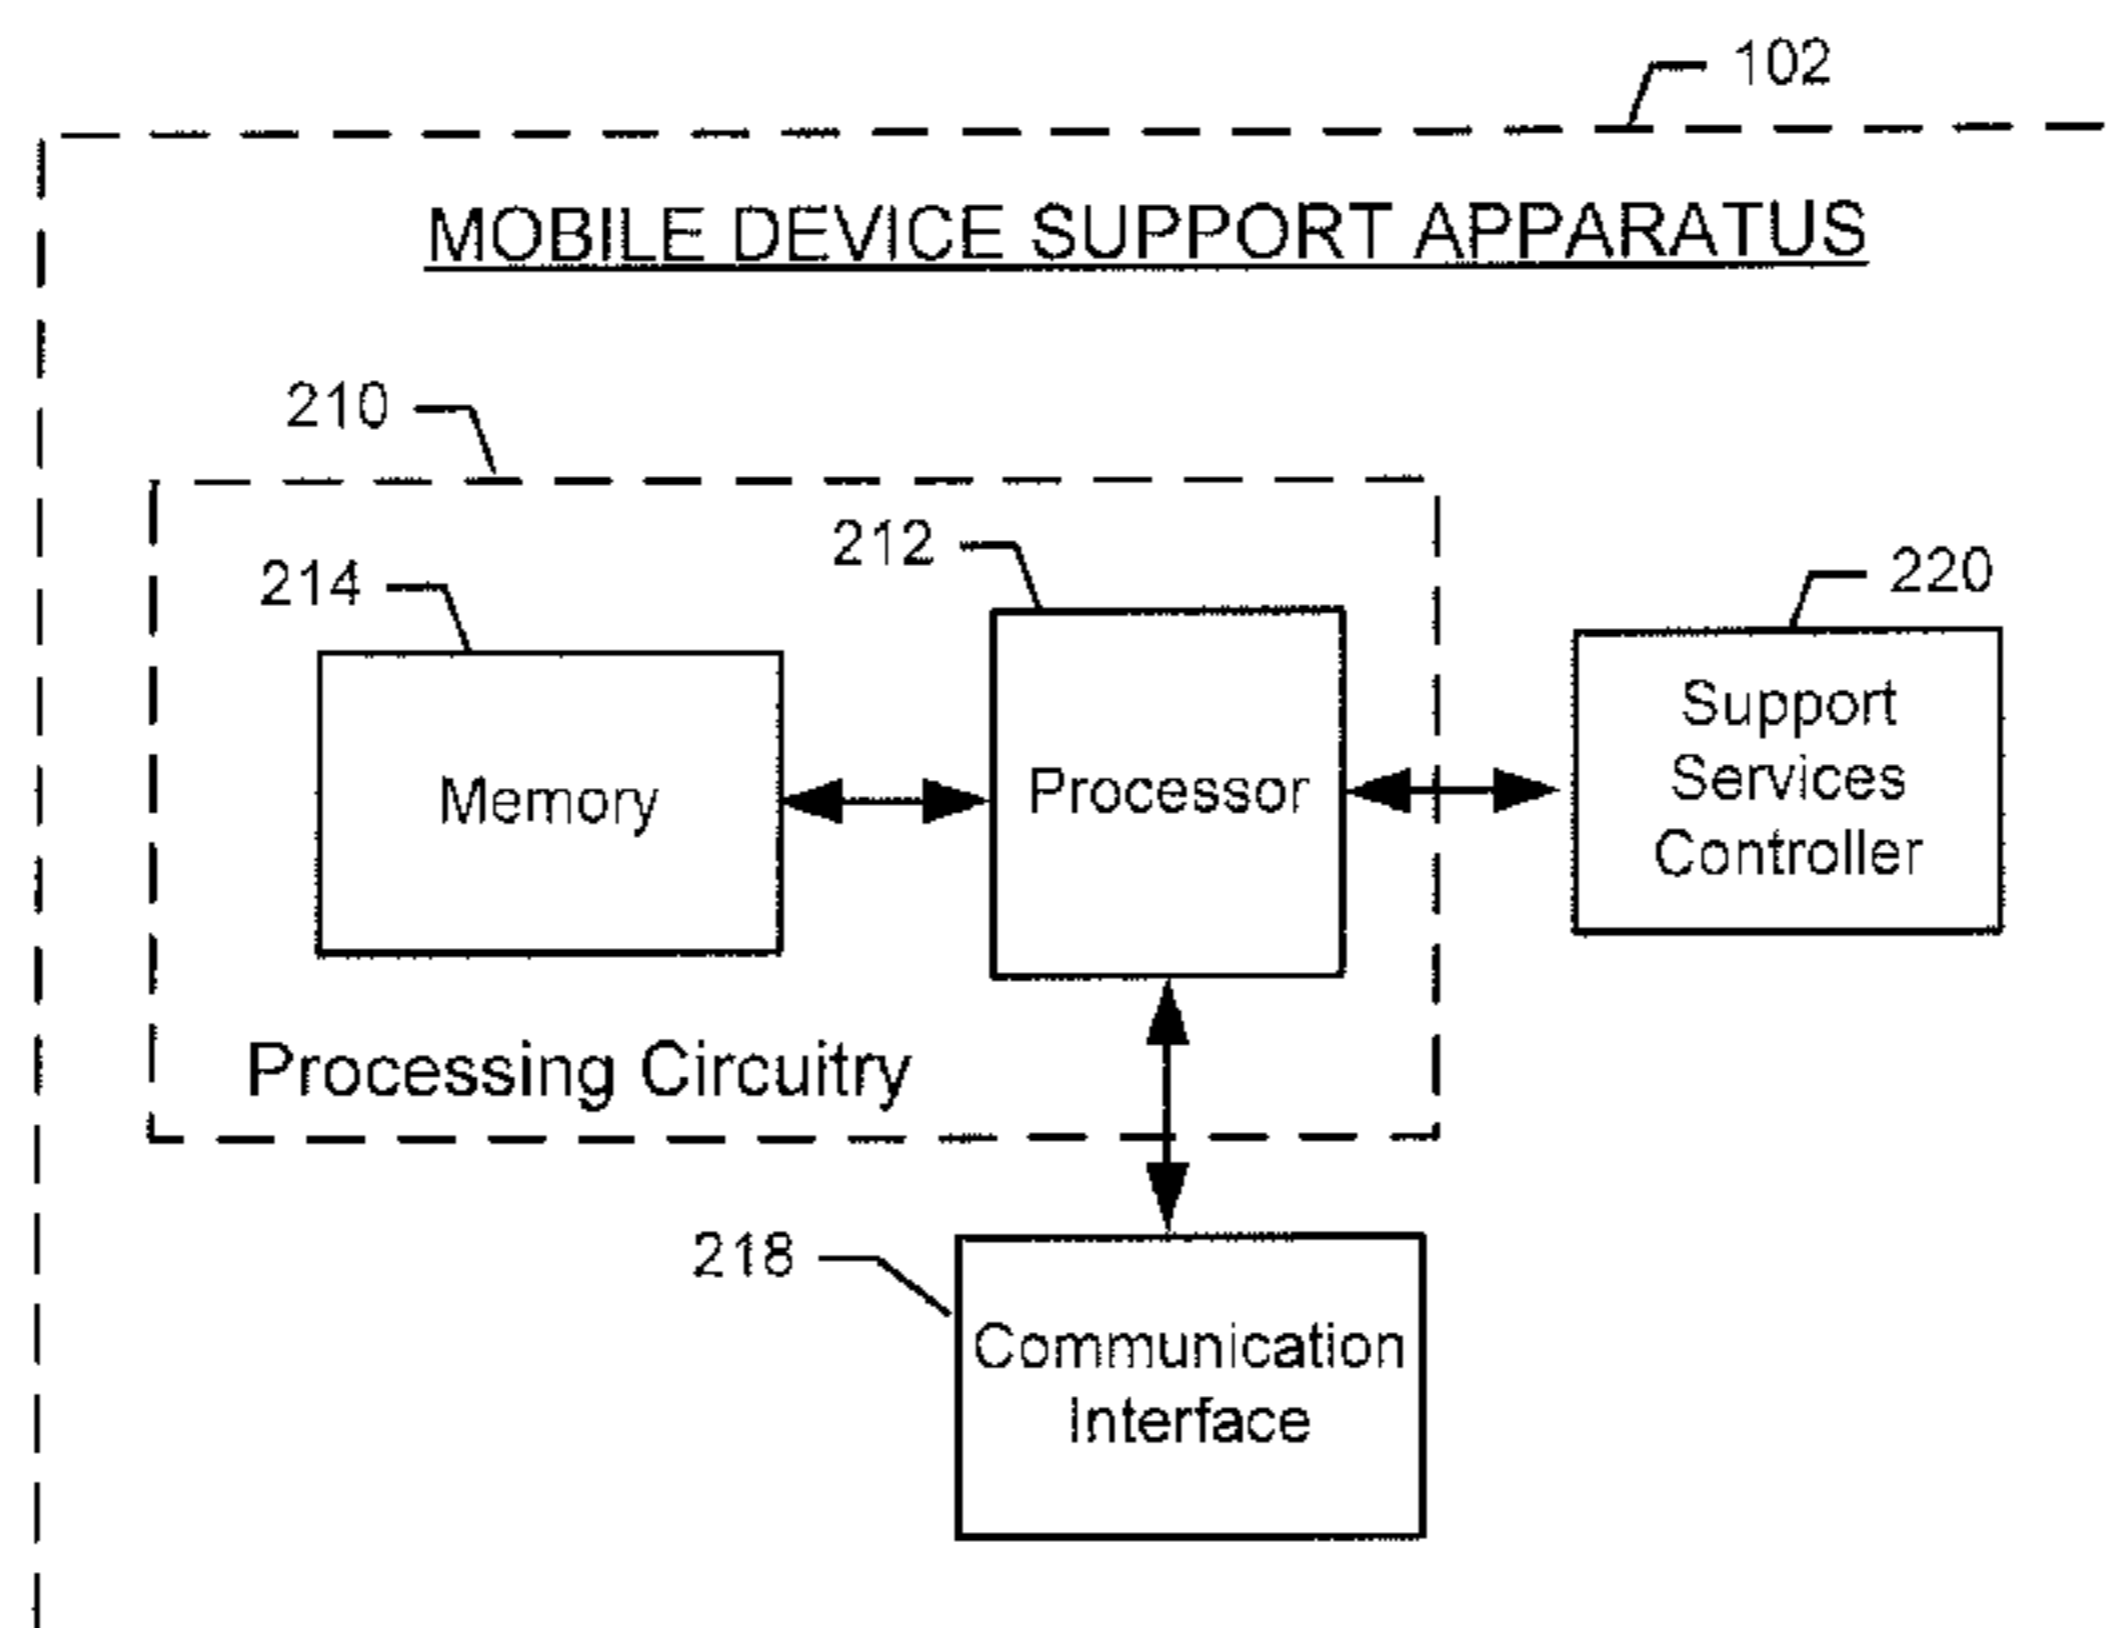 102
MOBILE DEVICE SUPPORT APPARATUS
210
212
214
220
Memory
Processor
Support
Services
Controller
Processing Circuitry
218
Communication
Interface